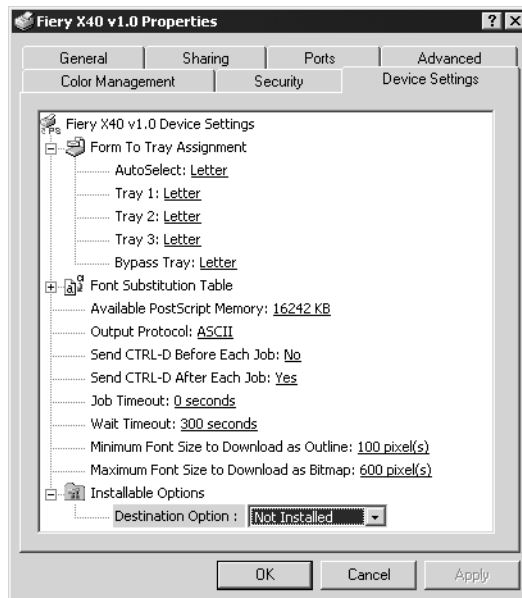 Fiery X40 v1.0 Properties
General Sharing Ports Advanced
Color Management Security Device Settings
Fiery X40 v1.0 Device Settings
Form To Tray Assignment
AutoSelect: Letter
Tray 1: Letter
Tray 2: Letter
Tray 3: Letter
Bypass Tray: Letter
Font Substitution Table
Available PostScript Memory: 16242 KB
Output Protocol: ASCII
Send CTRL-D Before Each Job: No
Send CTRL-D After Each Job: Yes
Job Timeout: 0 seconds
Wait Timeout: 300 seconds
Minimum Font Size to Download as Outline: 100 pixel(s)
Maximum Font Size to Download as Bitmap: 600 pixel(s)
Installable Options
Destination Option : Not Installed
OK Cancel Apply